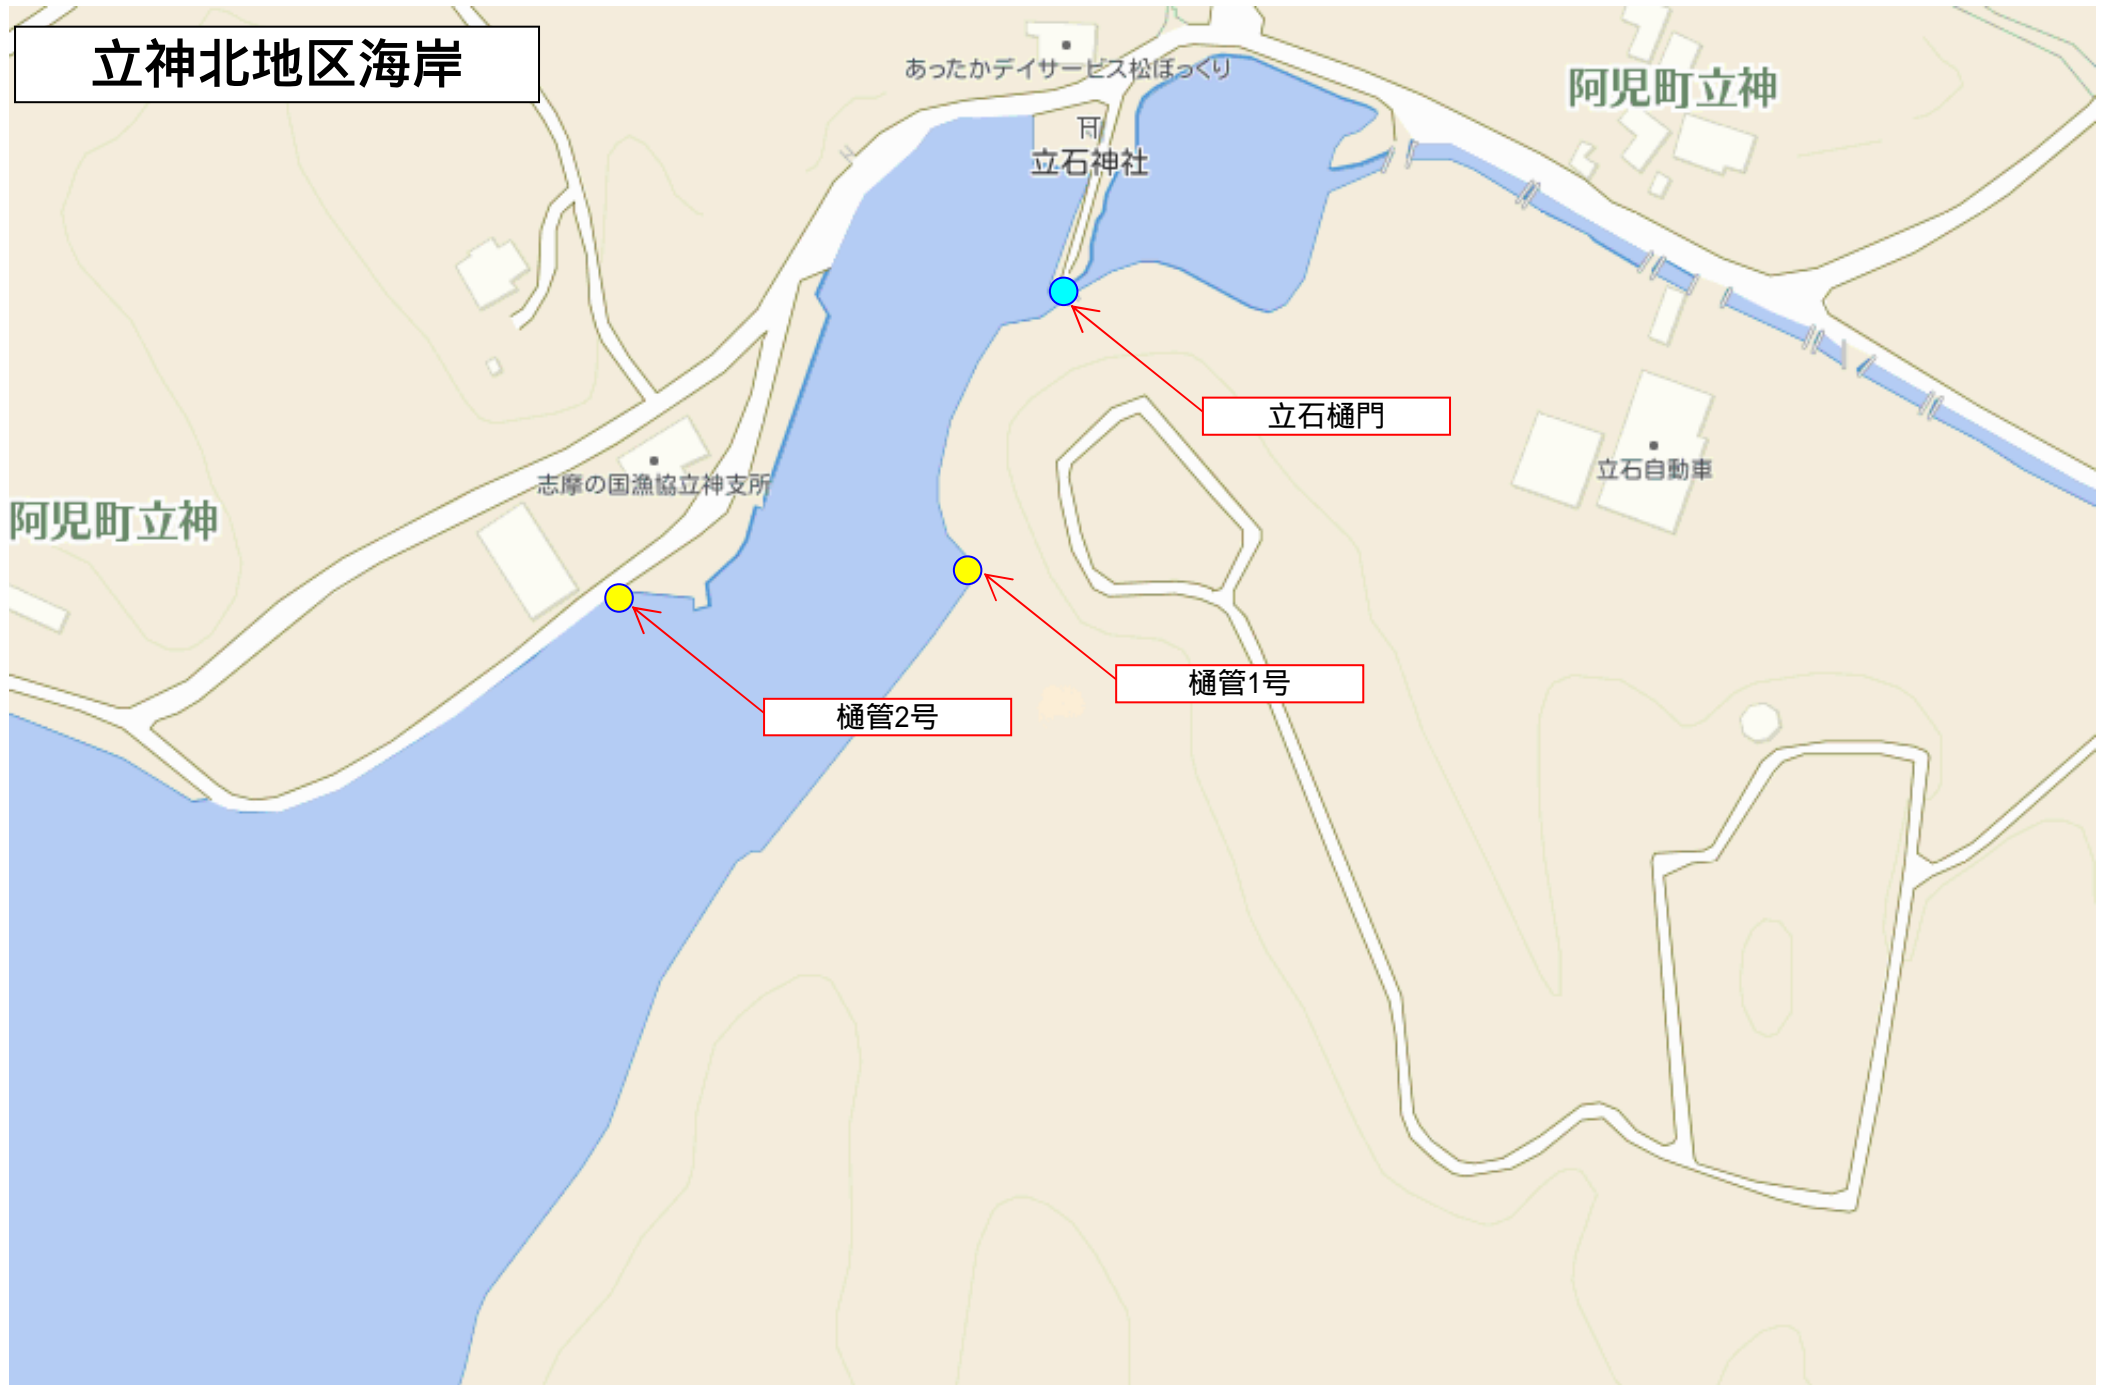 立神北地区海岸
あったかデイサービス松ぼっくり
阿児町立神
立石神社
立石樋門
立石自動車
志摩の国漁協立神支所
阿児町立神
樋管1号
樋管2号